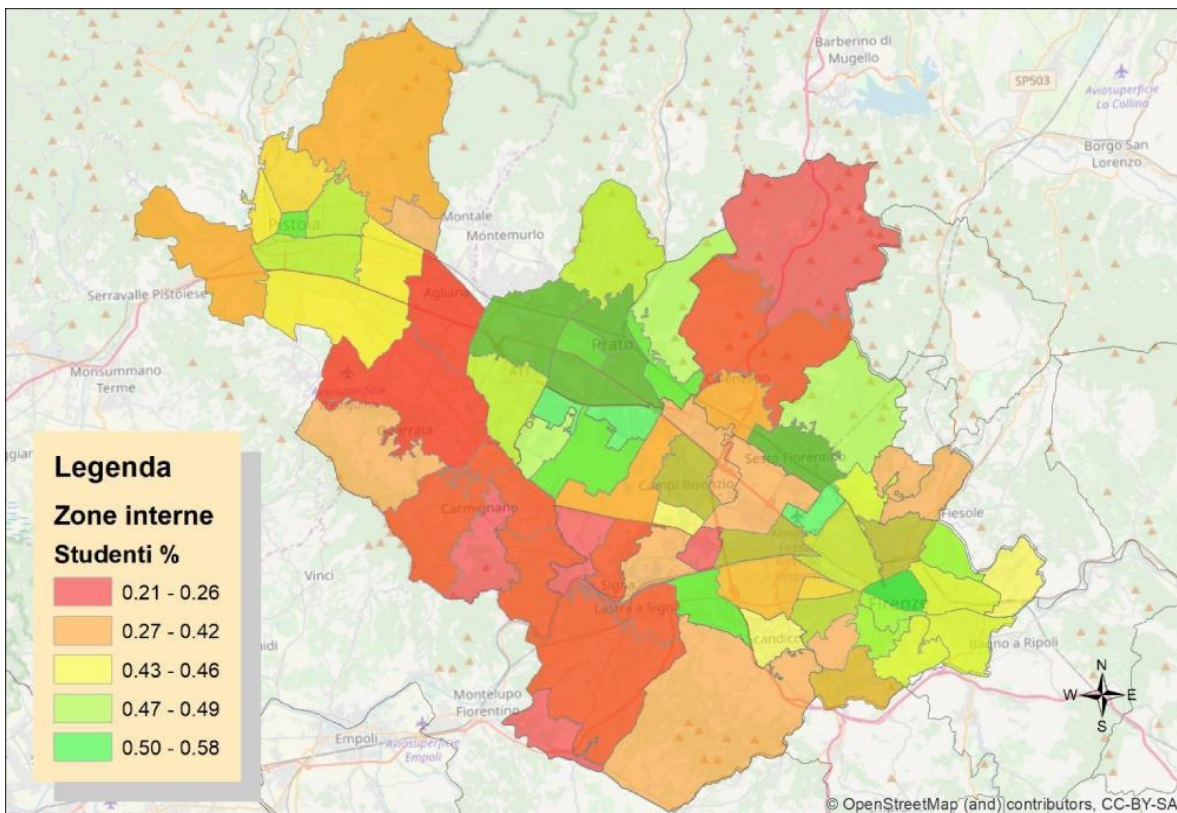 Barberino di
Mugello
SP503
Aviosuperficie
La Collina
Borgo San
Lorenzo
Pistoia
Montale
Montemurlo
Serravalle Pistoiese
Agliana
Prato
A11
Monsummano
Terme
Calenzano
Quarrata
Sesto Fiorentino
Campi Bisenzio
Fiesole
Carmignano
Vinci
Signa
Lastra a Signa
Firenze
Scandicci
Bagno a Ripoli
Montelupo
Fiorentino
Empoli
Aviosuperficie
Empoli
Legenda
Zone interne
Studenti %
0.21 - 0.26
0.27 - 0.42
0.43 - 0.46
0.47 - 0.49
0.50 - 0.58
N
W E
S
© OpenStreetMap (and) contributors, CC-BY-SA